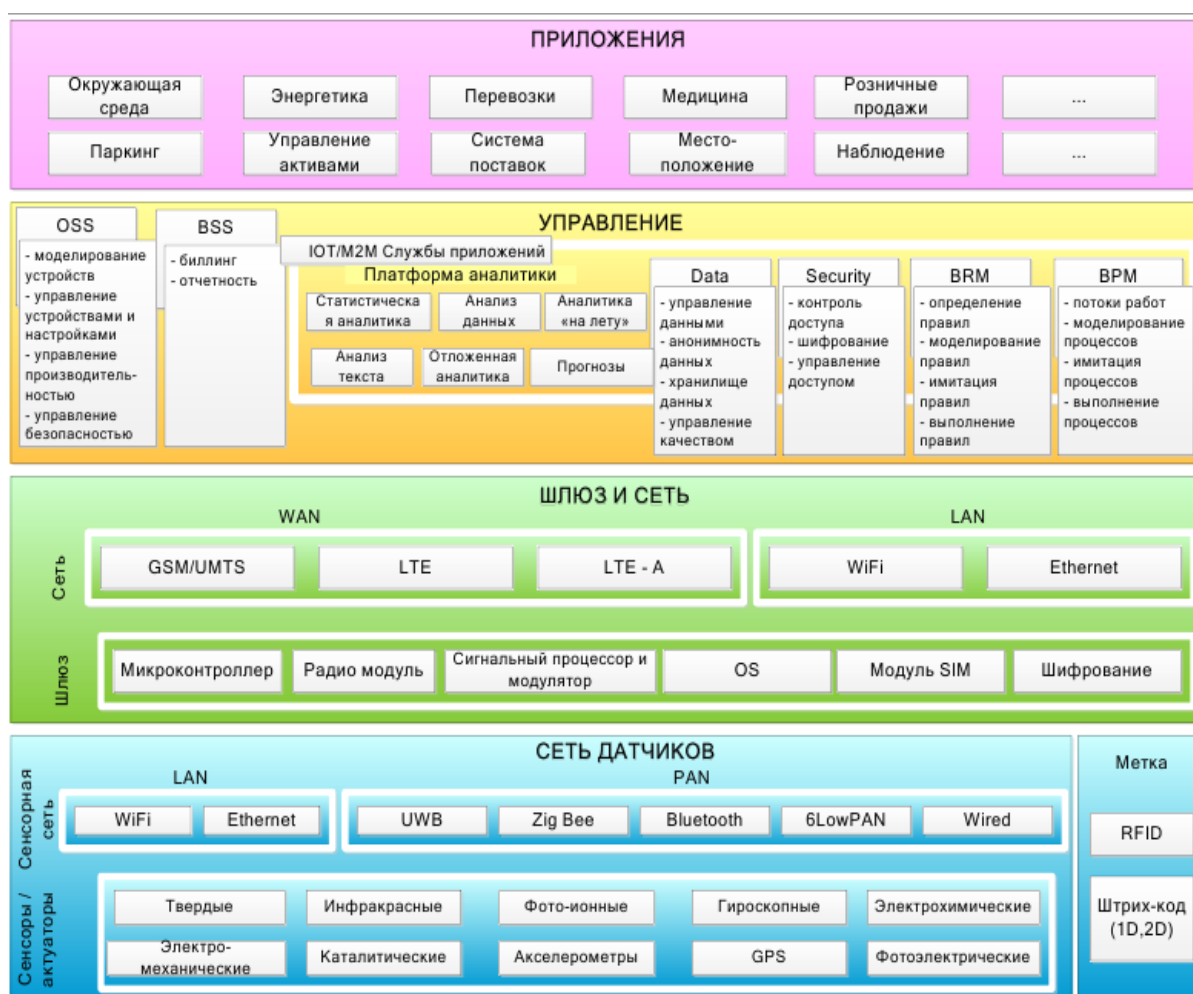 ПРИЛОЖЕНИЯ
Окружающая
среда
Энергетика
Перевозки
Медицина
Розничные
продажи
...
Паркинг
Управление
активами
Система
поставок
Место-
положение
Наблюдение
...
УПРАВЛЕНИЕ
OSS
- моделирование
устройств
- управление
устройствами и
настройками
- управление
производитель-
ностью
- управление
безопасностью
BSS
- биллинг
- отчетность
IOT/M2M Службы приложений
Платформа аналитики
Статистическа
я аналитика
Анализ
данных
Аналитика
«на лету»
Анализ
текста
Отложенная
аналитика
Прогнозы
Data
- управление
данными
- анонимность
данных
- хранилище
данных
- управление
качеством
Security
- контроль
доступа
- шифрование
- управление
доступом
BRM
- определение
правил
- моделирование
правил
- имитация
правил
- выполнение
правил
BPM
- потоки работ
- моделирование
процессов
- имитация
процессов
- выполнение
процессов
ШЛЮЗ И СЕТЬ
WAN
LAN
Сеть
GSM/UMTS
LTE
LTE - A
WiFi
Ethernet
Шлюз
Микроконтроллер
Радио модуль
Сигнальный процессор и
модулятор
OS
Модуль SIM
Шифрование
СЕТЬ ДАТЧИКОВ
LAN
PAN
Сенсорная
сеть
WiFi
Ethernet
UWB
Zig Bee
Bluetooth
6LowPAN
Wired
Сенсоры /
актуаторы
Твердые
Инфракрасные
Фото-ионные
Гироскопные
Электрохимические
Электро-
механические
Каталитические
Акселерометры
GPS
Фотоэлектрические
Метка
RFID
Штрих-код
(1D,2D)